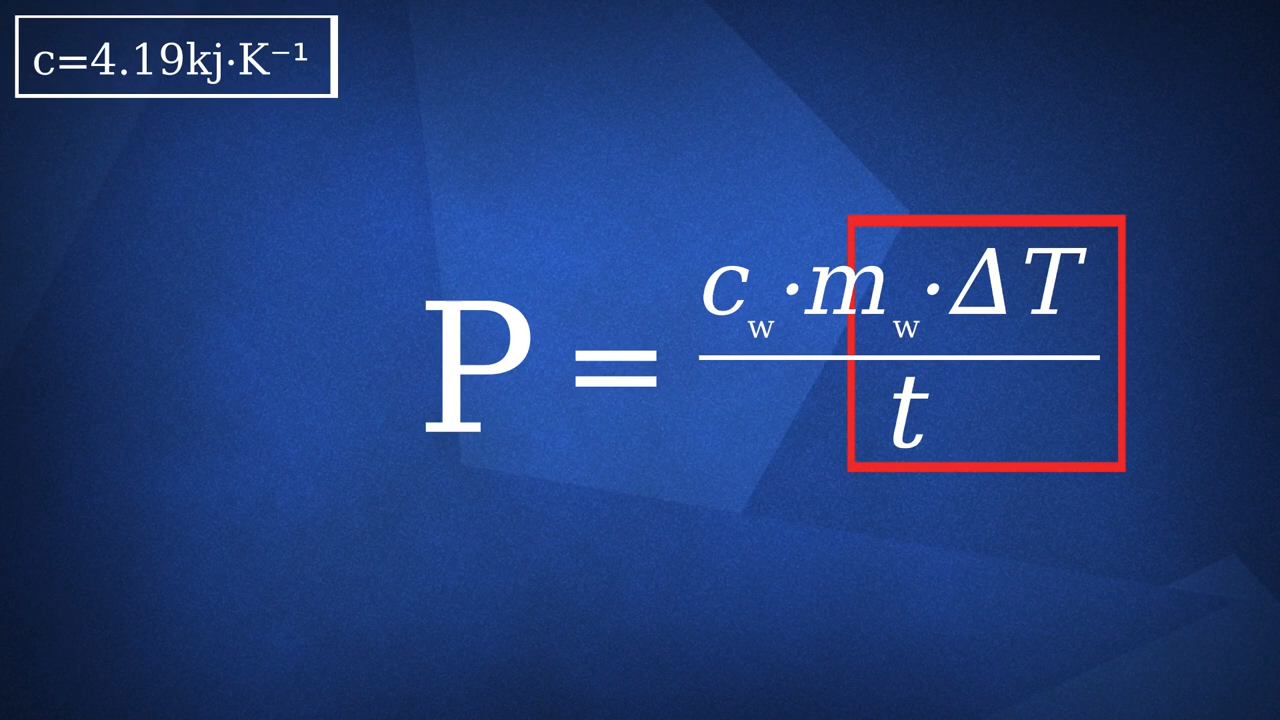 c=4.19kj·K⁻¹
P = c_w·m_w·ΔT
t